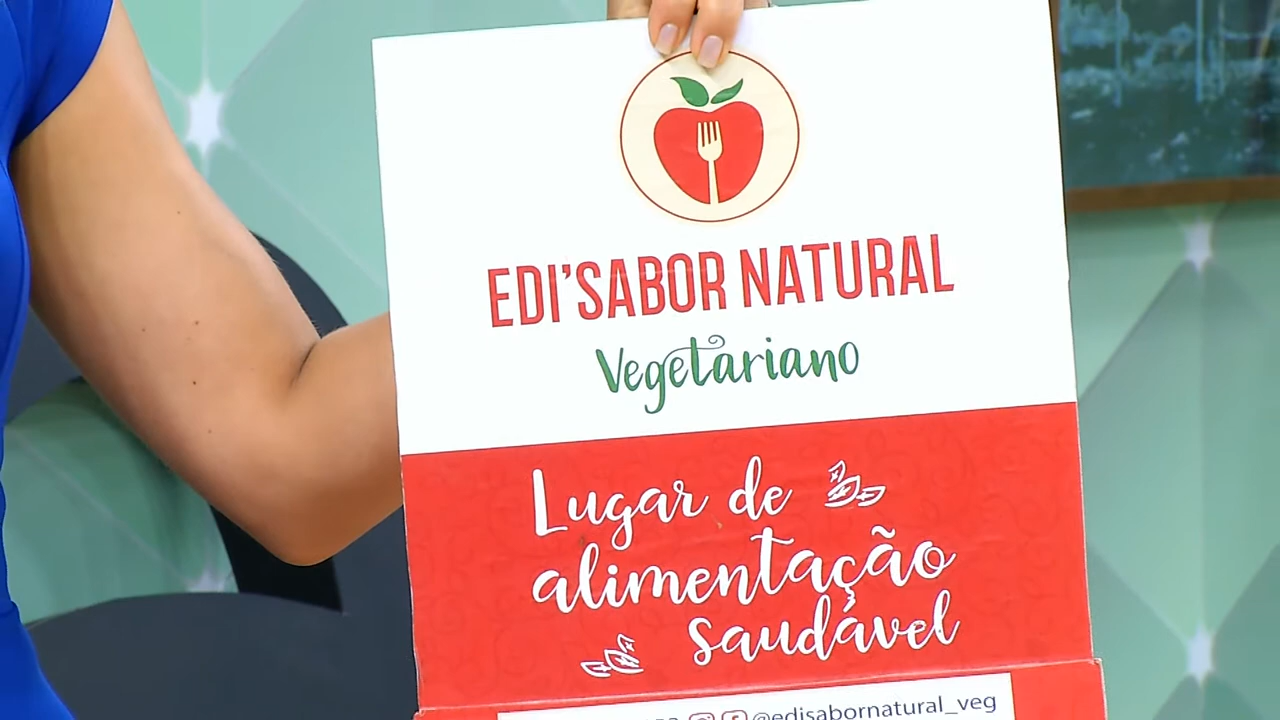 EDI'SABOR NATURAL
Vegetariano
Lugar de
alimentação
saudável
@edisabornatural_veg